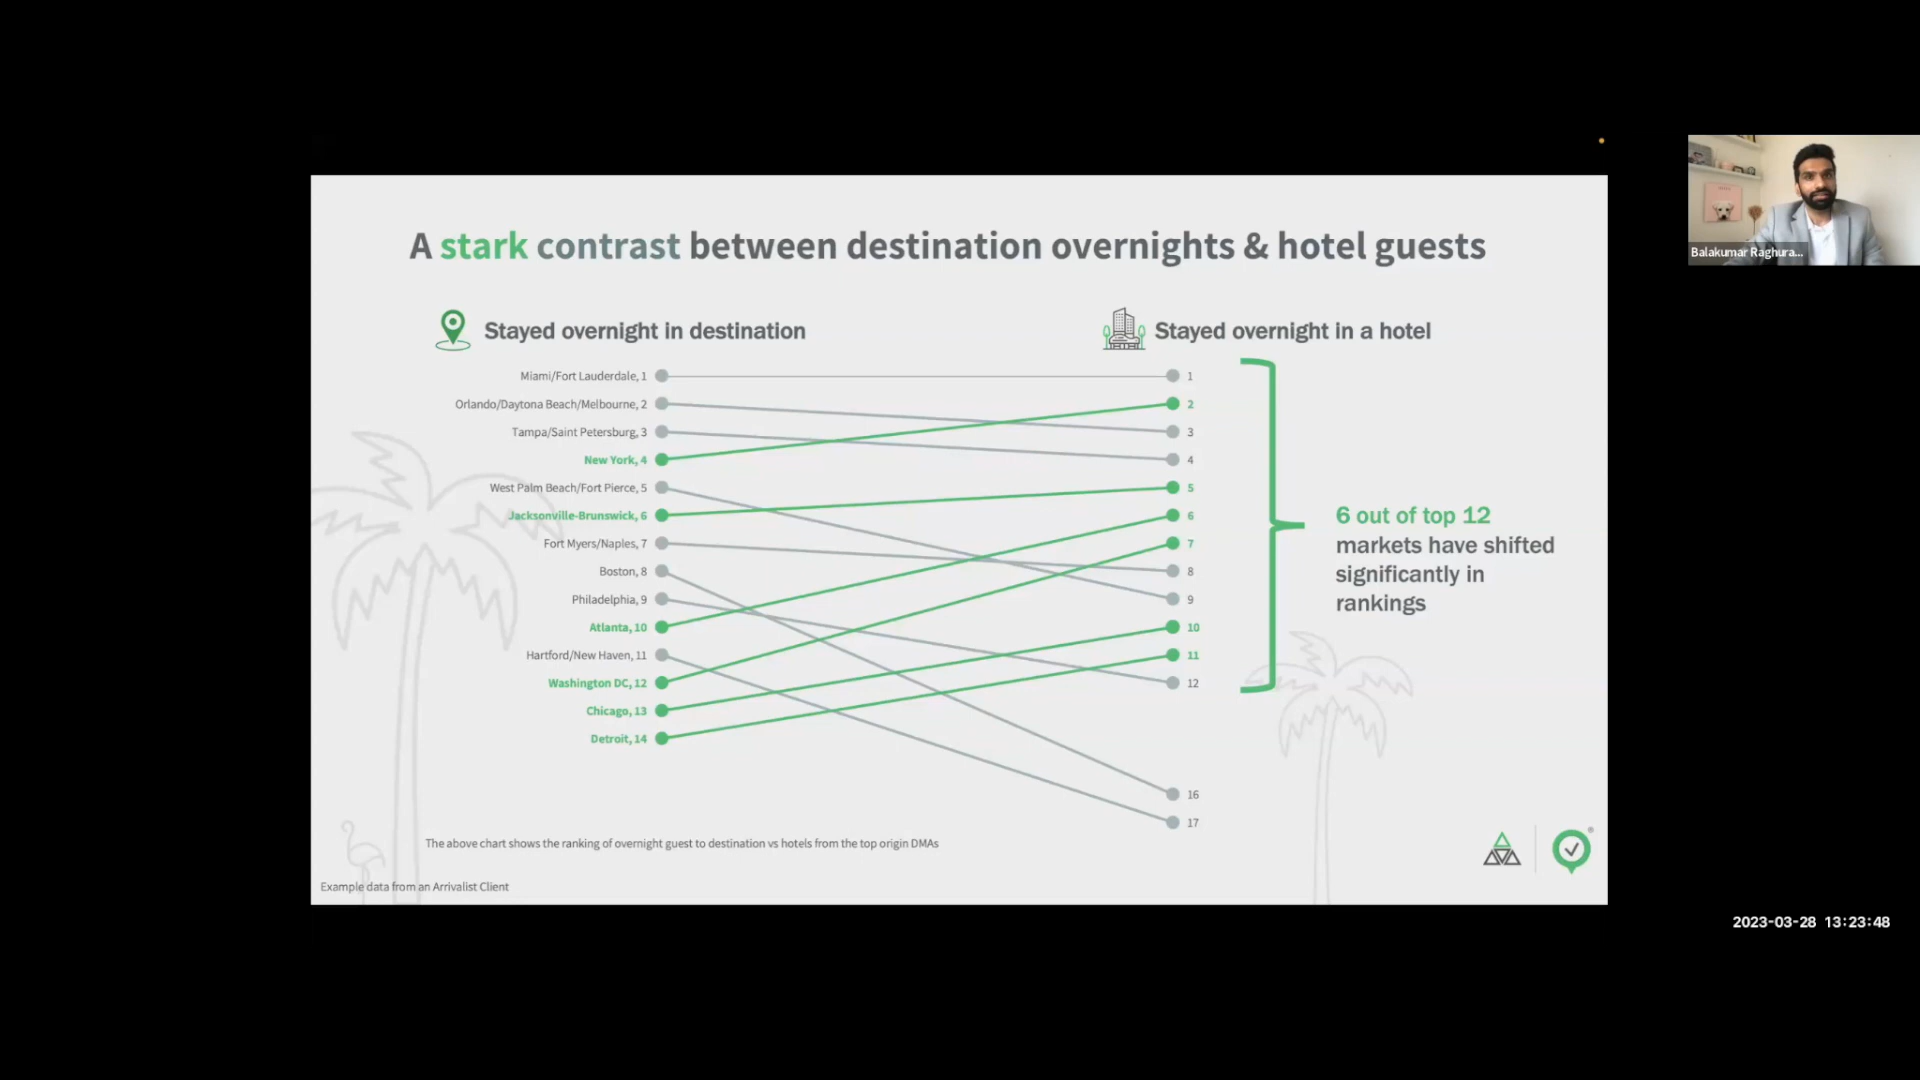 A stark contrast between destination overnights & hotel guests
Stayed overnight in destination
Stayed overnight in a hotel
Miami/Fort Lauderdale, 1
1
Orlando/Daytona Beach/Melbourne, 2
2
Tampa/Saint Petersburg, 3
3
New York, 4
4
West Palm Beach/Fort Pierce, 5
5
Jacksonville-Brunswick, 6
6
Fort Myers/Naples, 7
7
Boston, 8
8
Philadelphia, 9
9
Atlanta, 10
10
Hartford/New Haven, 11
11
Washington DC, 12
12
Chicago, 13
Detroit, 14
16
17
6 out of top 12
markets have shifted
significantly in
rankings
The above chart shows the ranking of overnight guest to destination vs hotels from the top origin DMAs
Example data from an Arrivalist Client
®
Balakumar Raghura...
2023-03-28 13:23:48